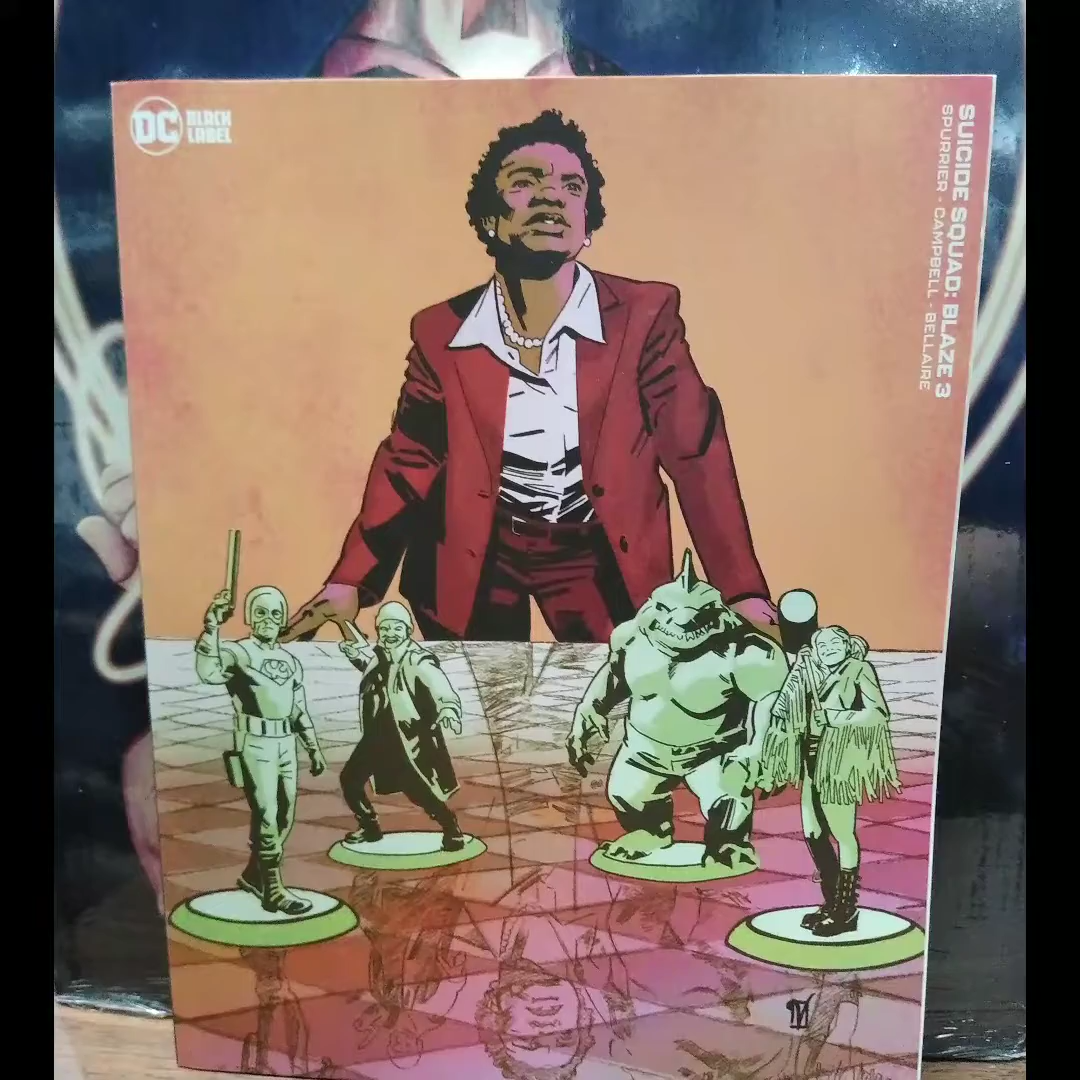 DC
BLACK
LABEL
SUICIDE SQUAD: BLAZE 3
SPURRIER · CAMPBELL · BELLAIRE